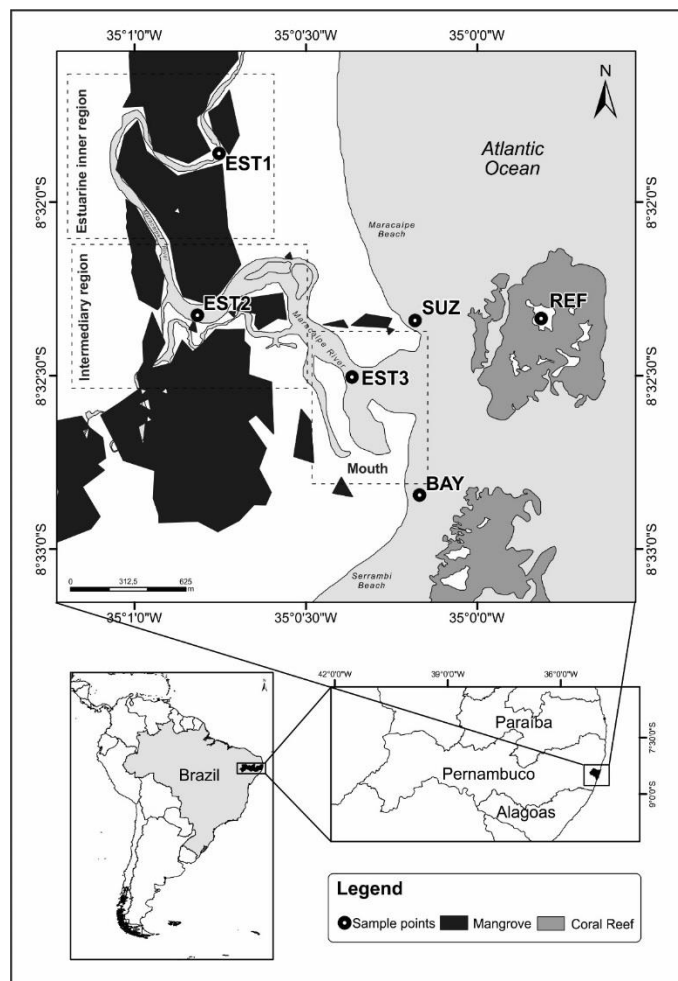 35°1'0"W
35°0'30"W
35°0'0"W
N
Estuarine inner region
EST1
Atlantic
Ocean
8°32'0"S
8°32'0"S
Maracaipe
Beach
Intermediary region
EST2
SUZ
REF
Maracaipe River
8°32'30"S
8°32'30"S
EST3
Mouth
BAY
8°33'0"S
8°33'0"S
0 312,5 625
m
Serrambi
Beach
35°1'0"W
35°0'30"W
35°0'0"W
42°0'0"W
39°0'0"W
36°0'0"W
Brazil
Paraíba
Pernambuco
Alagoas
7°30'0"S
9°0'0"S
Legend
Sample points
Mangrove
Coral Reef